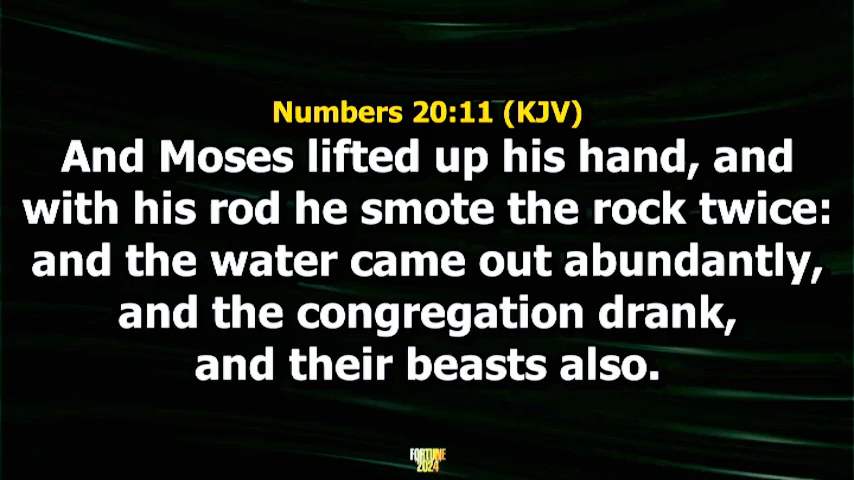 Numbers 20:11 (KJV)
And Moses lifted up his hand, and
with his rod he smote the rock twice:
and the water came out abundantly,
and the congregation drank,
and their beasts also.
FORTUNE
2024